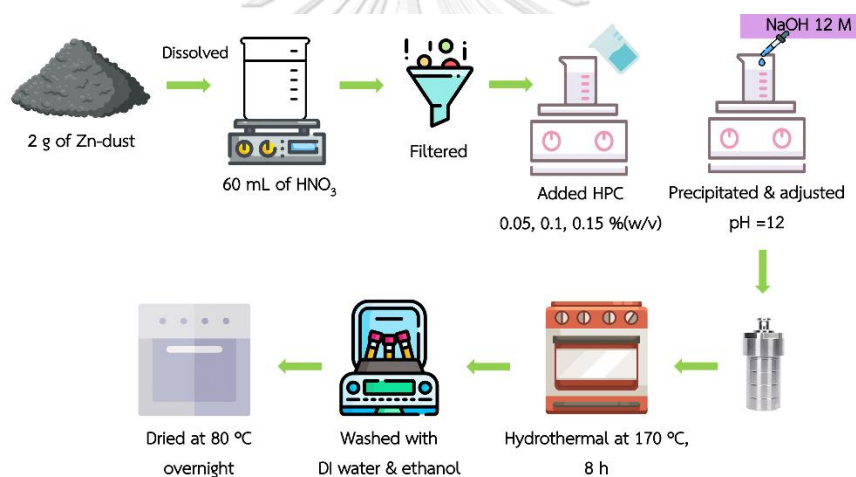 NaOH 12 M
Dissolved
2 g of Zn-dust
60 mL of HNO₃
Filtered
Added HPC
0.05, 0.1, 0.15 %(w/v)
Precipitated & adjusted
pH =12
Hydrothermal at 170 ºC,
8 h
Washed with
DI water & ethanol
Dried at 80 ºC
overnight